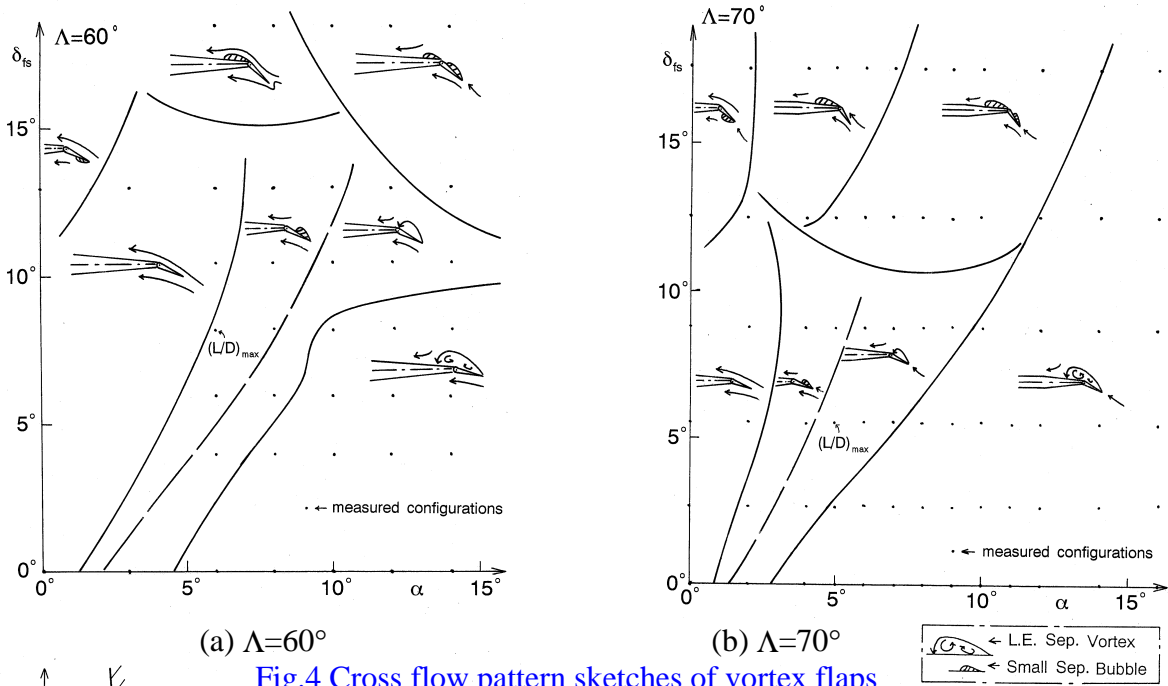 Λ=60°
δfs
15°
10°
5°
0°
0°
5°
10°
α
15°
(L/D)max
· ← measured configurations
(a) Λ=60°
Λ=70°
δfs
15°
10°
5°
0°
0°
5°
10°
α
15°
(L/D)max
· ← measured configurations
(b) Λ=70°
← L.E. Sep. Vortex
← Small Sep. Bubble
Fig.4 Cross flow pattern sketches of vortex flaps